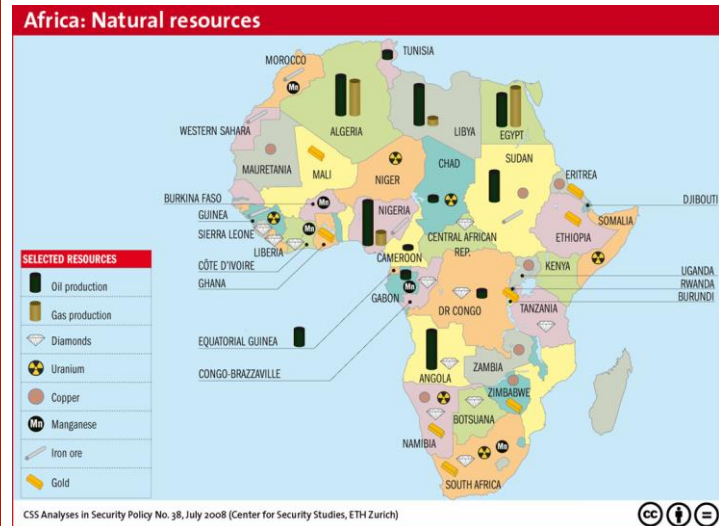 Africa: Natural resources
TUNISIA
MOROCCO
Mn
WESTERN SAHARA
ALGERIA
LIBYA
EGYPT
MAURETANIA
MALI
NIGER
CHAD
SUDAN
ERITREA
DJIBOUTI
BURKINA FASO
Mn
NIGERIA
GUINEA
SOMALIA
SIERRA LEONE
Mn
LIBERIA
CENTRAL AFRICAN
REP.
ETHIOPIA
CAMEROON
CÔTE D'IVOIRE
GHANA
KENYA
UGANDA
GABON
Mn
RWANDA
DR CONGO
BURUNDI
TANZANIA
EQUATORIAL GUINEA
CONGO-BRAZZAVILLE
ANGOLA
ZAMBIA
ZIMBABWE
NAMIBIA
BOTSUANA
Mn
SOUTH AFRICA
SELECTED RESOURCES
Oil production
Gas production
Diamonds
Uranium
Copper
Mn Manganese
Iron ore
Gold
CSS Analyses in Security Policy No. 38, July 2008 (Center for Security Studies, ETH Zurich)
cc